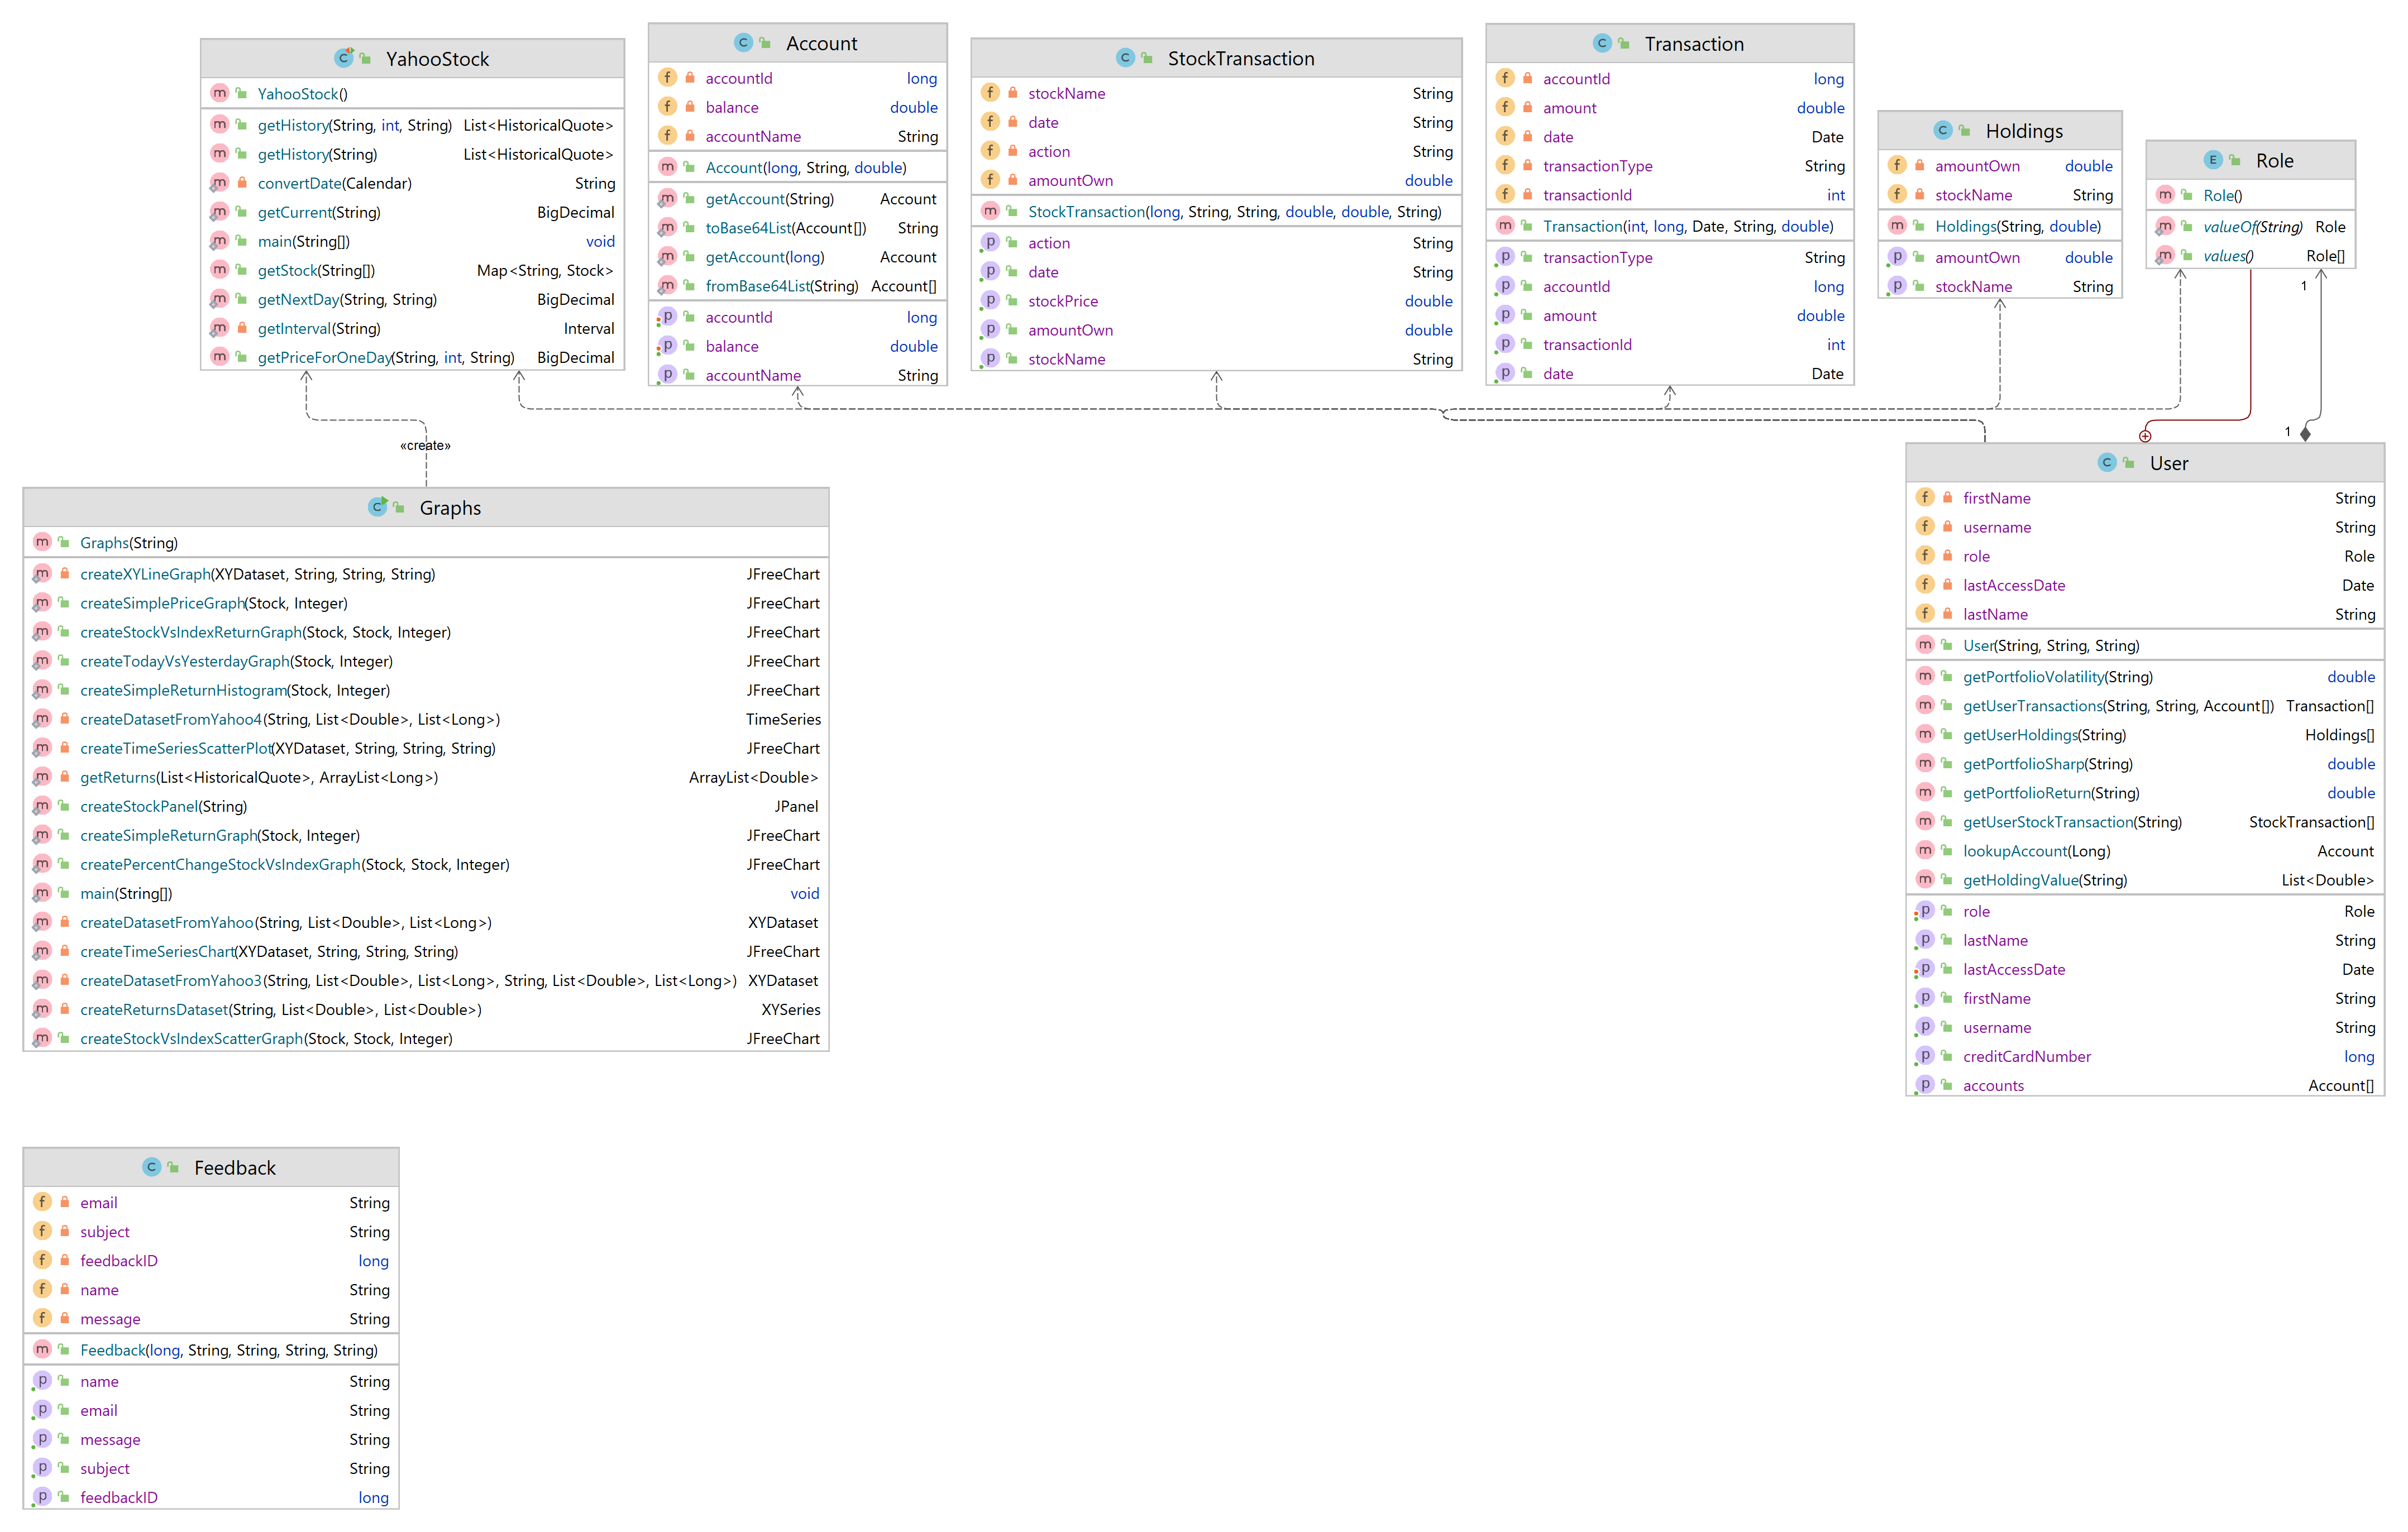 YahooStock
YahooStock()
getHistory(String, int, String) List<HistoricalQuote>
getHistory(String) List<HistoricalQuote>
convertDate(Calendar) String
getCurrent(String) BigDecimal
main(String[]) void
getStock(String[]) Map<String, Stock>
getNextDay(String, String) BigDecimal
getInterval(String) Interval
getPriceForOneDay(String, int, String) BigDecimal
Account
accountId long
balance double
accountName String
Account(long, String, double)
getAccount(String) Account
toBase64List(Account[]) String
getAccount(long) Account
fromBase64List(String) Account[]
accountId long
balance double
accountName String
StockTransaction
stockName String
date String
action String
amountOwn double
StockTransaction(long, String, String, double, double, String)
action String
date String
stockPrice double
amountOwn double
stockName String
Transaction
accountId long
amount double
date Date
transactionType String
transactionId int
Transaction(int, long, Date, String, double)
transactionType String
accountId long
amount double
transactionId int
date Date
Holdings
amountOwn double
stockName String
Holdings(String, double)
amountOwn double
stockName String
Role
Role()
valueOf(String) Role
values() Role[]
1
1
«create»
Graphs
Graphs(String)
createXYLineGraph(XYDataset, String, String, String) JFreeChart
createSimplePriceGraph(Stock, Integer) JFreeChart
createStockVsIndexReturnGraph(Stock, Stock, Integer) JFreeChart
createTodayVsYesterdayGraph(Stock, Integer) JFreeChart
createSimpleReturnHistogram(Stock, Integer) JFreeChart
createDatasetFromYahoo4(String, List<Double>, List<Long>) TimeSeries
createTimeSeriesScatterPlot(XYDataset, String, String, String) JFreeChart
getReturns(List<HistoricalQuote>, ArrayList<Long>) ArrayList<Double>
createStockPanel(String) JPanel
createSimpleReturnGraph(Stock, Integer) JFreeChart
createPercentChangeStockVsIndexGraph(Stock, Stock, Integer) JFreeChart
main(String[]) void
createDatasetFromYahoo(String, List<Double>, List<Long>) XYDataset
createTimeSeriesChart(XYDataset, String, String, String) JFreeChart
createDatasetFromYahoo3(String, List<Double>, List<Long>, String, List<Double>, List<Long>) XYDataset
createReturnsDataset(String, List<Double>, List<Double>) XYSeries
createStockVsIndexScatterGraph(Stock, Stock, Integer) JFreeChart
User
firstName String
username String
role Role
lastAccessDate Date
lastName String
User(String, String, String)
getPortfolioVolatility(String) double
getUserTransactions(String, String, Account[]) Transaction[]
getUserHoldings(String) Holdings[]
getPortfolioSharp(String) double
getPortfolioReturn(String) double
getUserStockTransaction(String) StockTransaction[]
lookupAccount(Long) Account
getHoldingValue(String) List<Double>
role Role
lastName String
lastAccessDate Date
firstName String
username String
creditCardNumber long
accounts Account[]
Feedback
email String
subject String
feedbackID long
name String
message String
Feedback(long, String, String, String, String)
name String
email String
message String
subject String
feedbackID long